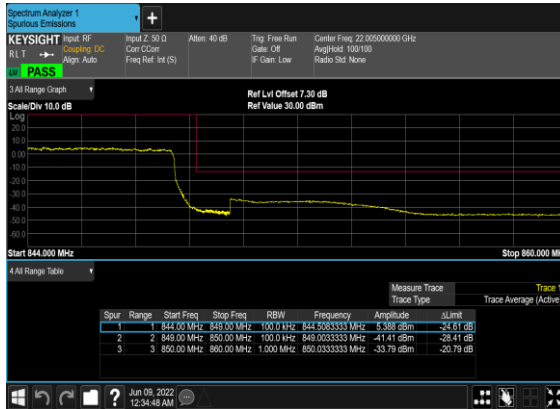 Spectrum Analyzer 1
Spurious Emissions
+
KEYSIGHT Input: RF Input Z: 50 Ω Atten: 40 dB Trig: Free Run Center Freq: 22.005000000 GHz
RLT Coupling: DC Corr CCorr Gate: Off Avg|Hold: 100/100
Align: Auto Freq Ref: Int (S) IF Gain: Low Radio Std: None
PASS
3 All Range Graph
Ref Lvl Offset 7.30 dB
Scale/Div 10.0 dB Ref Value 30.00 dBm
Log
20.0
10.0
0.00
-10.0
-20.0
-30.0
-40.0
-50.0
-60.0
Start 844.000 MHz Stop 860.000 MH
4 All Range Table
Measure Trace Trace 1
Trace Type Trace Average (Active
Spur Range Start Freq Stop Freq RBW Frequency Amplitude ΔLimit
1 1 844.00 MHz 849.00 MHz 100.0 kHz 844.5083333 MHz 5.388 dBm -24.61 dB
2 2 849.00 MHz 850.00 MHz 100.0 kHz 849.0033333 MHz -41.41 dBm -28.41 dB
3 3 850.00 MHz 860.00 MHz 1.000 MHz 850.0333333 MHz -33.79 dBm -20.79 dB
? Jun 09, 2022
12:34:48 AM